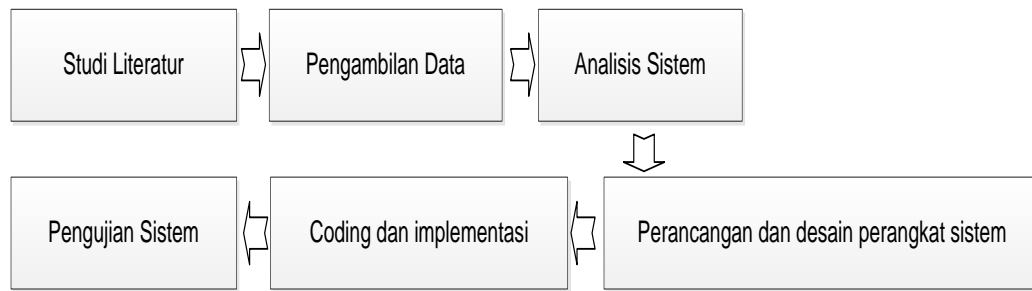 Studi Literatur
Pengambilan Data
Analisis Sistem
Perancangan dan desain perangkat sistem
Coding dan implementasi
Pengujian Sistem